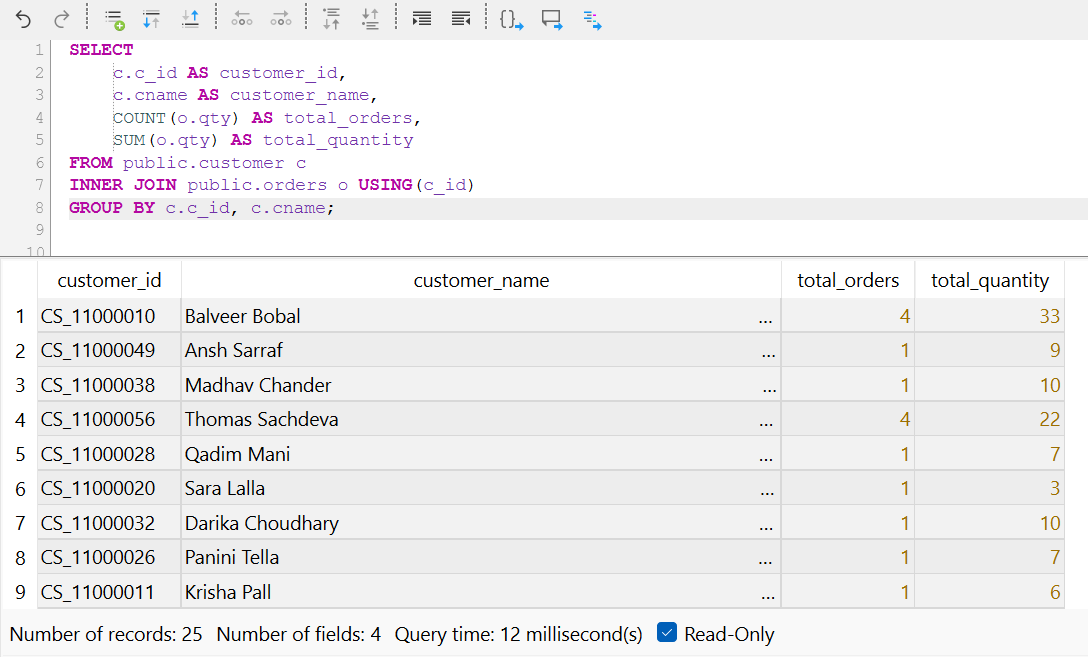 1 SELECT
2 c.c_id AS customer_id,
3 c.cname AS customer_name,
4 COUNT(o.qty) AS total_orders,
5 SUM(o.qty) AS total_quantity
6 FROM public.customer c
7 INNER JOIN public.orders o USING(c_id)
8 GROUP BY c.c_id, c.cname;
9
10
customer_id customer_name total_orders total_quantity
1 CS_11000010 Balveer Bobal ... 4 33
2 CS_11000049 Ansh Sarraf ... 1 9
3 CS_11000038 Madhav Chander ... 1 10
4 CS_11000056 Thomas Sachdeva ... 4 22
5 CS_11000028 Qadim Mani ... 1 7
6 CS_11000020 Sara Lalla ... 1 3
7 CS_11000032 Darika Choudhary ... 1 10
8 CS_11000026 Panini Tella ... 1 7
9 CS_11000011 Krisha Pall ... 1 6
Number of records: 25 Number of fields: 4 Query time: 12 millisecond(s) Read-Only